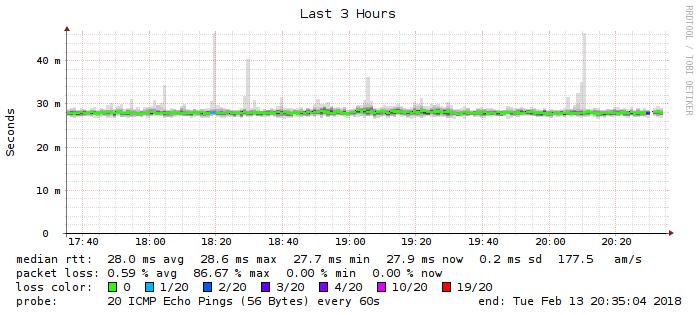 Last 3 Hours
RRDTOOL / TOBI OETIKER
Seconds
40 m
30 m
20 m
10 m
0
17:40 18:00 18:20 18:40 19:00 19:20 19:40 20:00 20:20
median rtt: 28.0 ms avg 28.6 ms max 27.7 ms min 27.9 ms now 0.2 ms sd 177.5 am/s
packet loss: 0.59 % avg 86.67 % max 0.00 % min 0.00 % now
loss color: 0 1/20 2/20 3/20 4/20 10/20 19/20
probe: 20 ICMP Echo Pings (56 Bytes) every 60s end: Tue Feb 13 20:35:04 2018